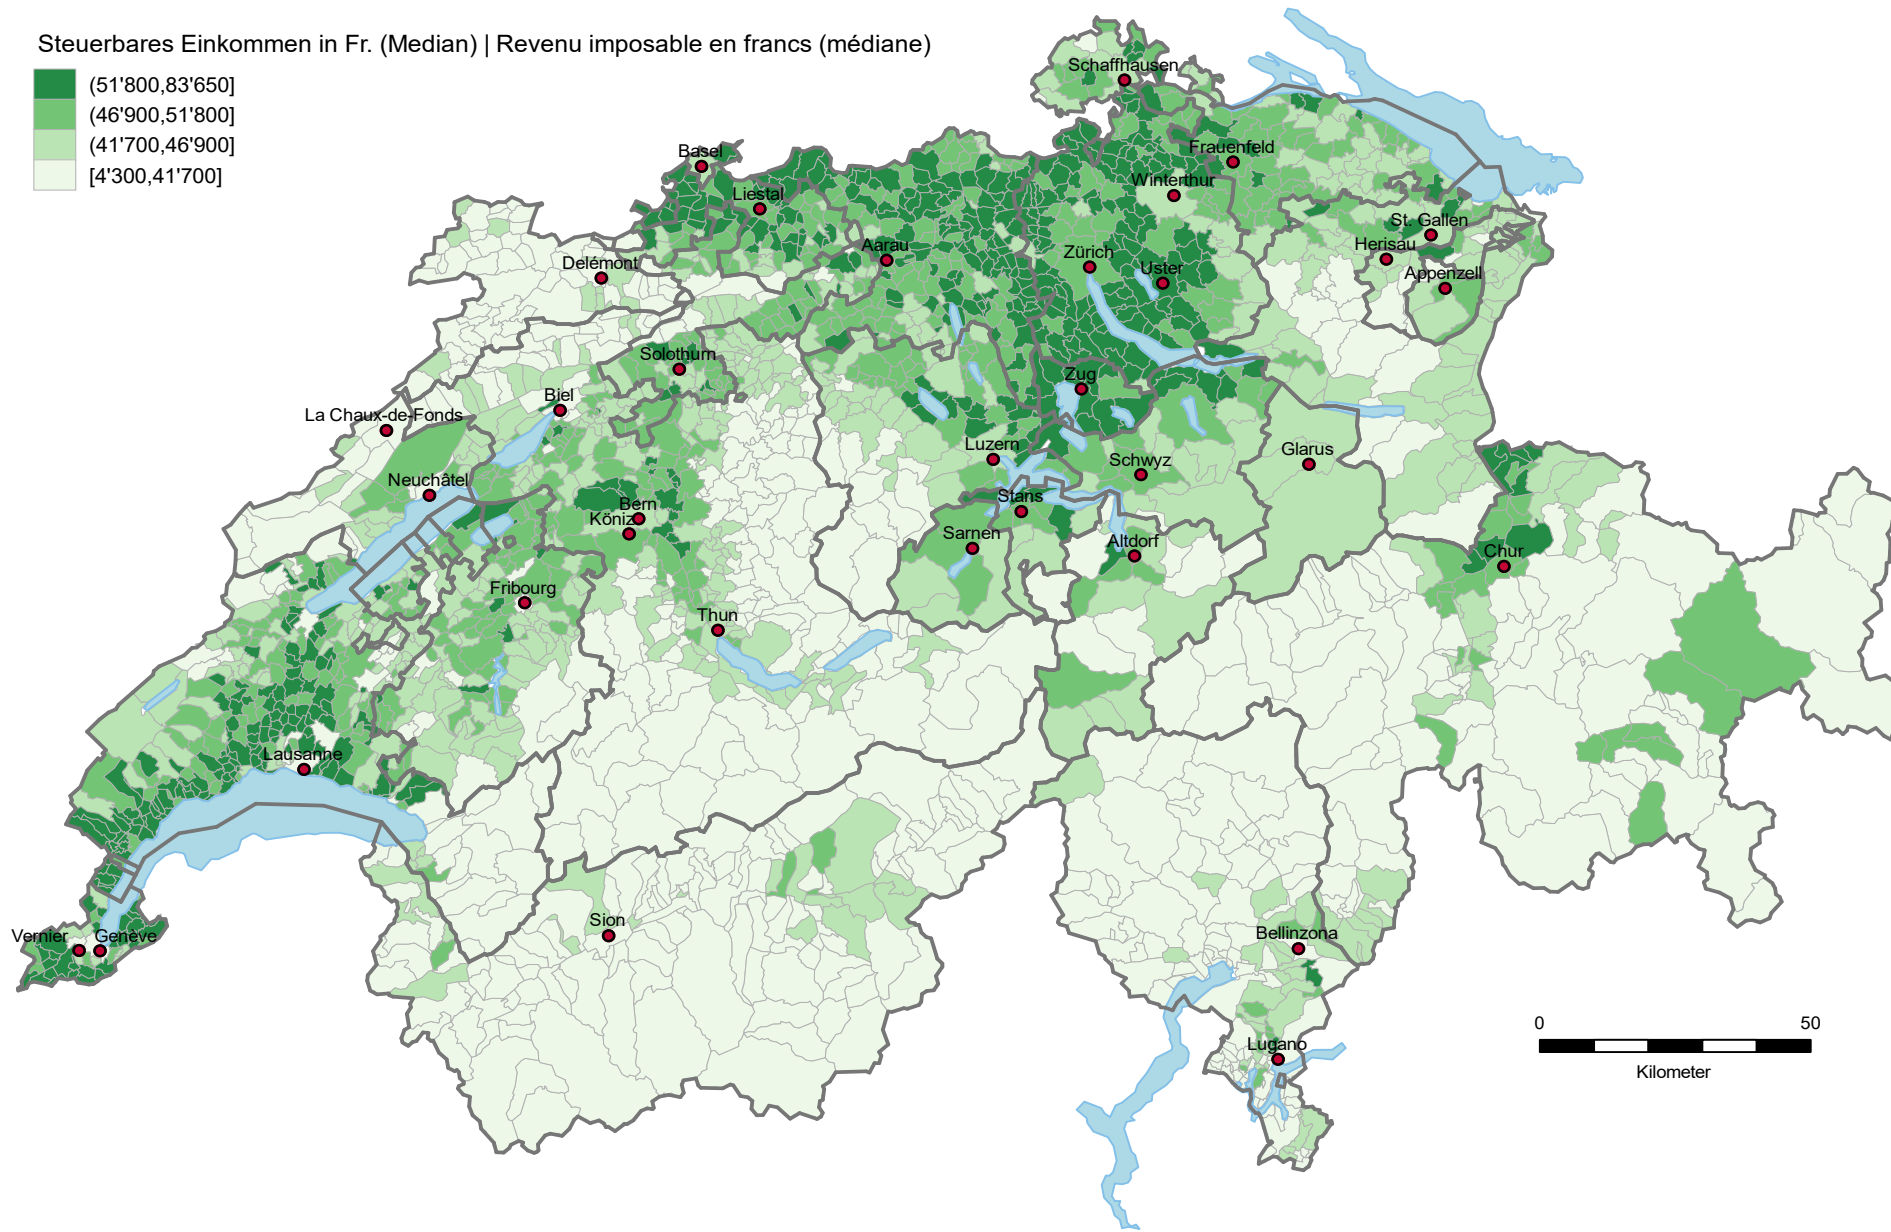 Steuerbares Einkommen in Fr. (Median) | Revenu imposable en francs (médiane)
(51'800,83'650]
(46'900,51'800]
(41'700,46'900]
[4'300,41'700]
Schaffhausen
Basel
Frauenfeld
Winterthur
Liestal
St. Gallen
Aarau
Zürich
Herisau
Delémont
Uster
Appenzell
Solothurn
Zug
Biel
La Chaux-de-Fonds
Luzern
Glarus
Schwyz
Neuchâtel
Stans
Bern
Köniz
Sarnen
Altdorf
Chur
Fribourg
Thun
Lausanne
Sion
Vernier
Genève
Bellinzona
Lugano
0 50
Kilometer